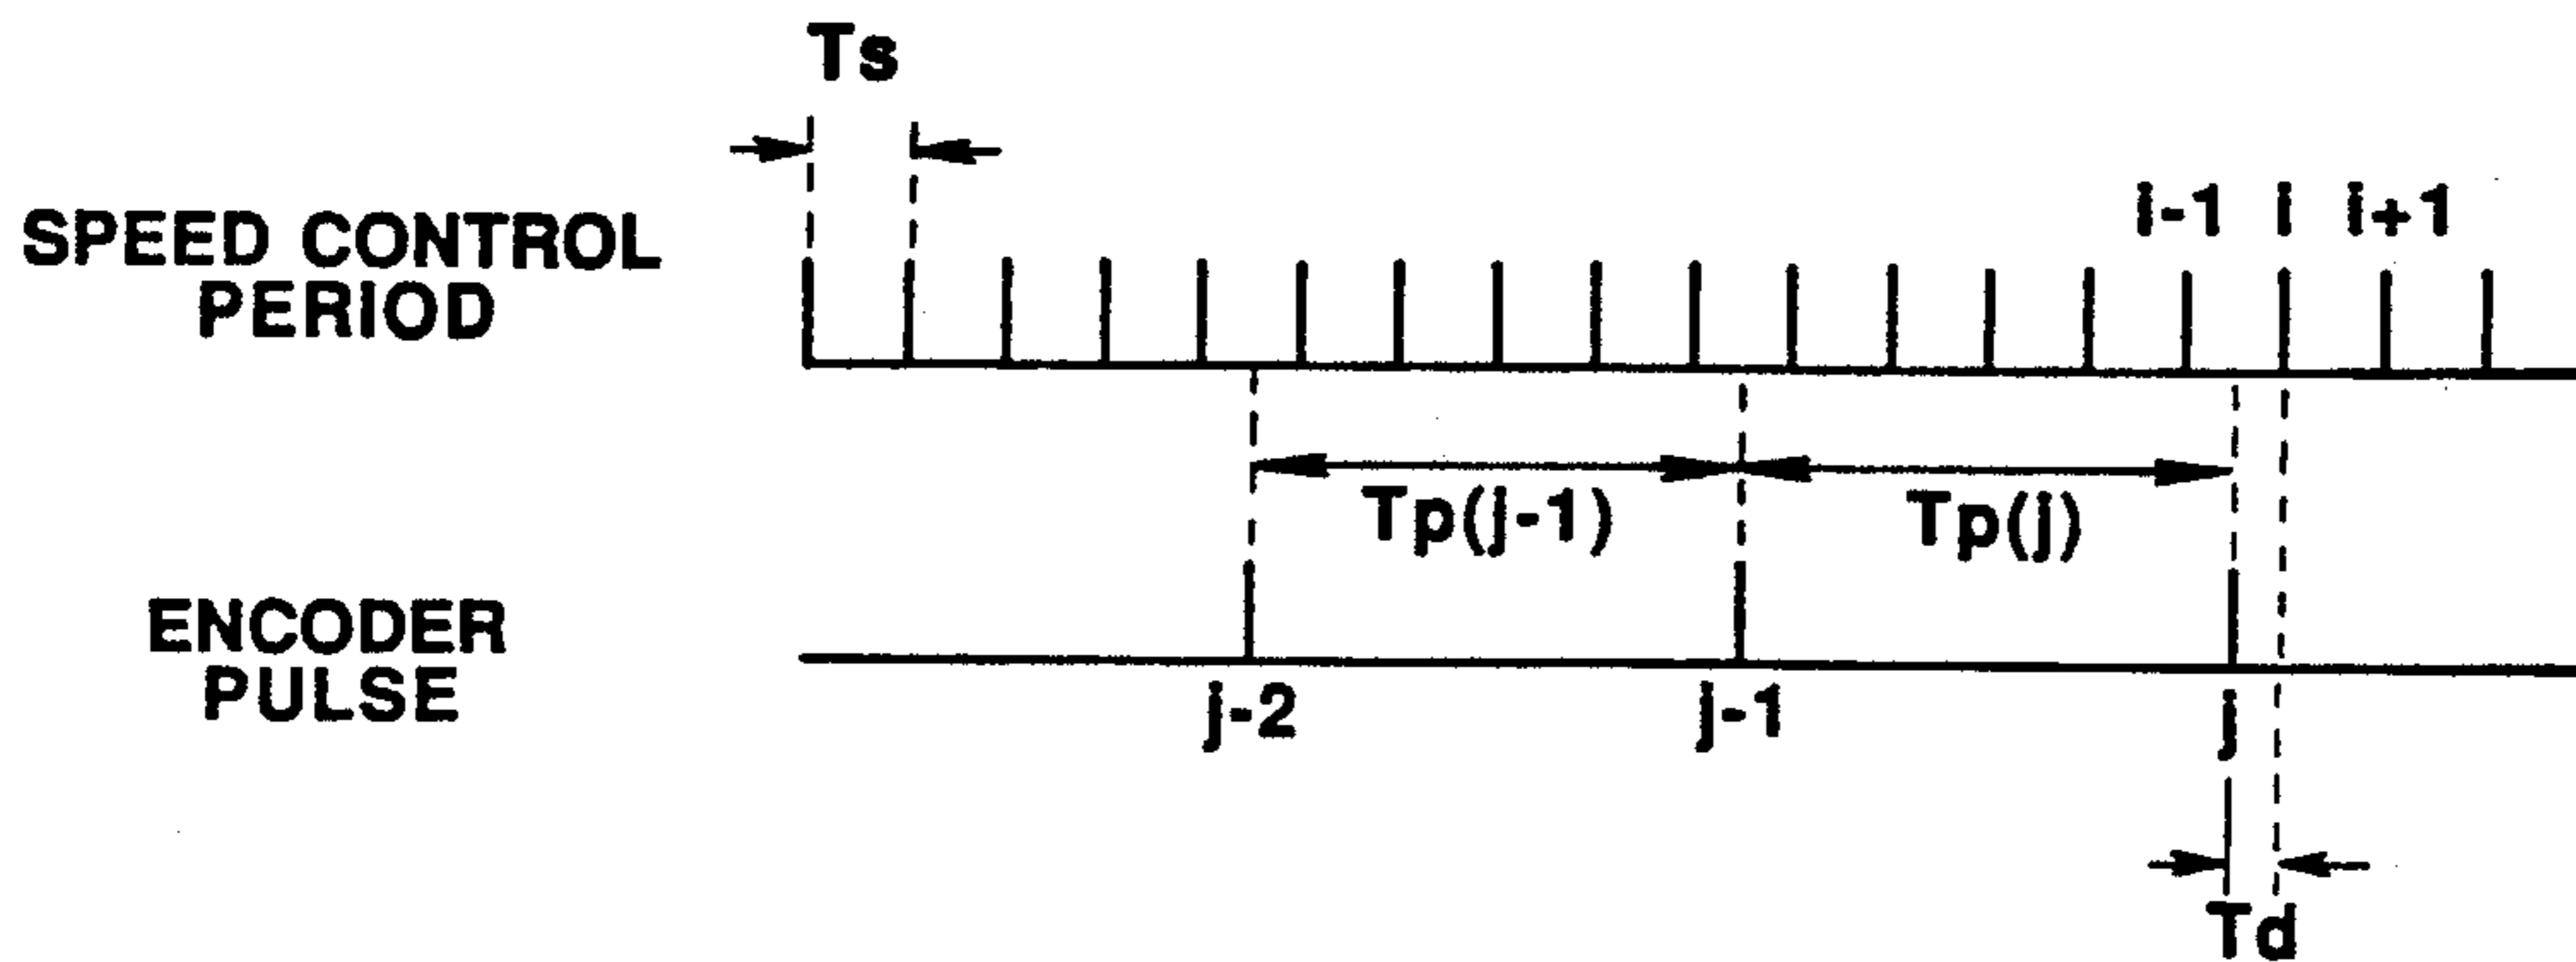 Ts
SPEED CONTROL
PERIOD
i-1 i i+1
Tp(j-1) Tp(j)
ENCODER
PULSE
j-2 j-1 j
Td